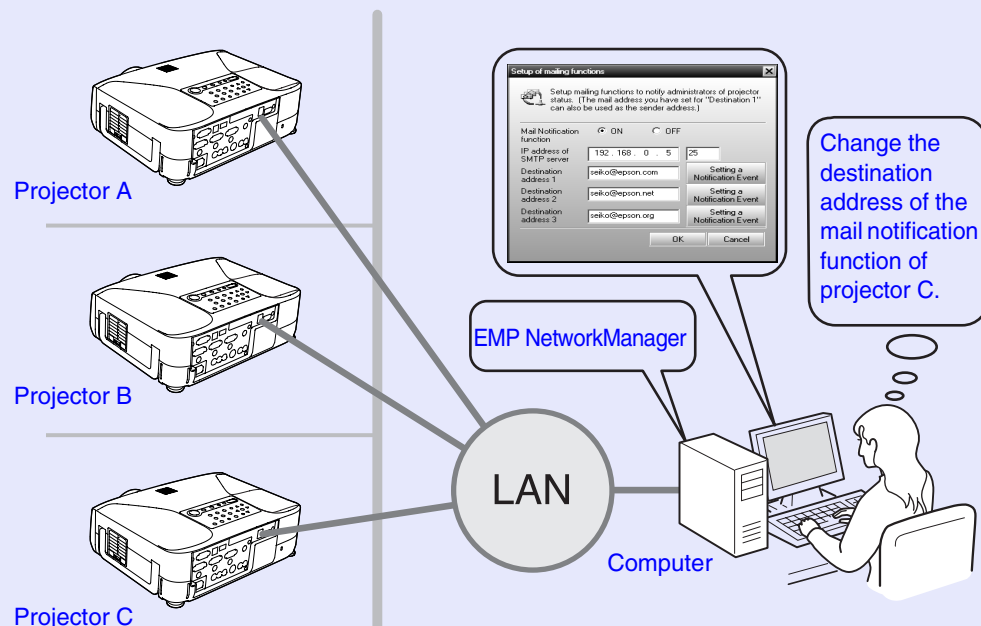 Projector A
Projector B
Projector C
Setup of mailing functions
Setup mailing functions to notify administrators of projector
status. (The mail address you have set for "Destination 1"
can also be used as the sender address.)
Mail Notification
function
ON
OFF
IP address of
SMTP server
192 . 168 . 0 . 5
25
Destination
address 1
seiko@epson.com
Setting a
Notification Event
Destination
address 2
seiko@epson.net
Setting a
Notification Event
Destination
address 3
seiko@epson.org
Setting a
Notification Event
OK
Cancel
Change the
destination
address of the
mail notification
function of
projector C.
EMP NetworkManager
LAN
Computer